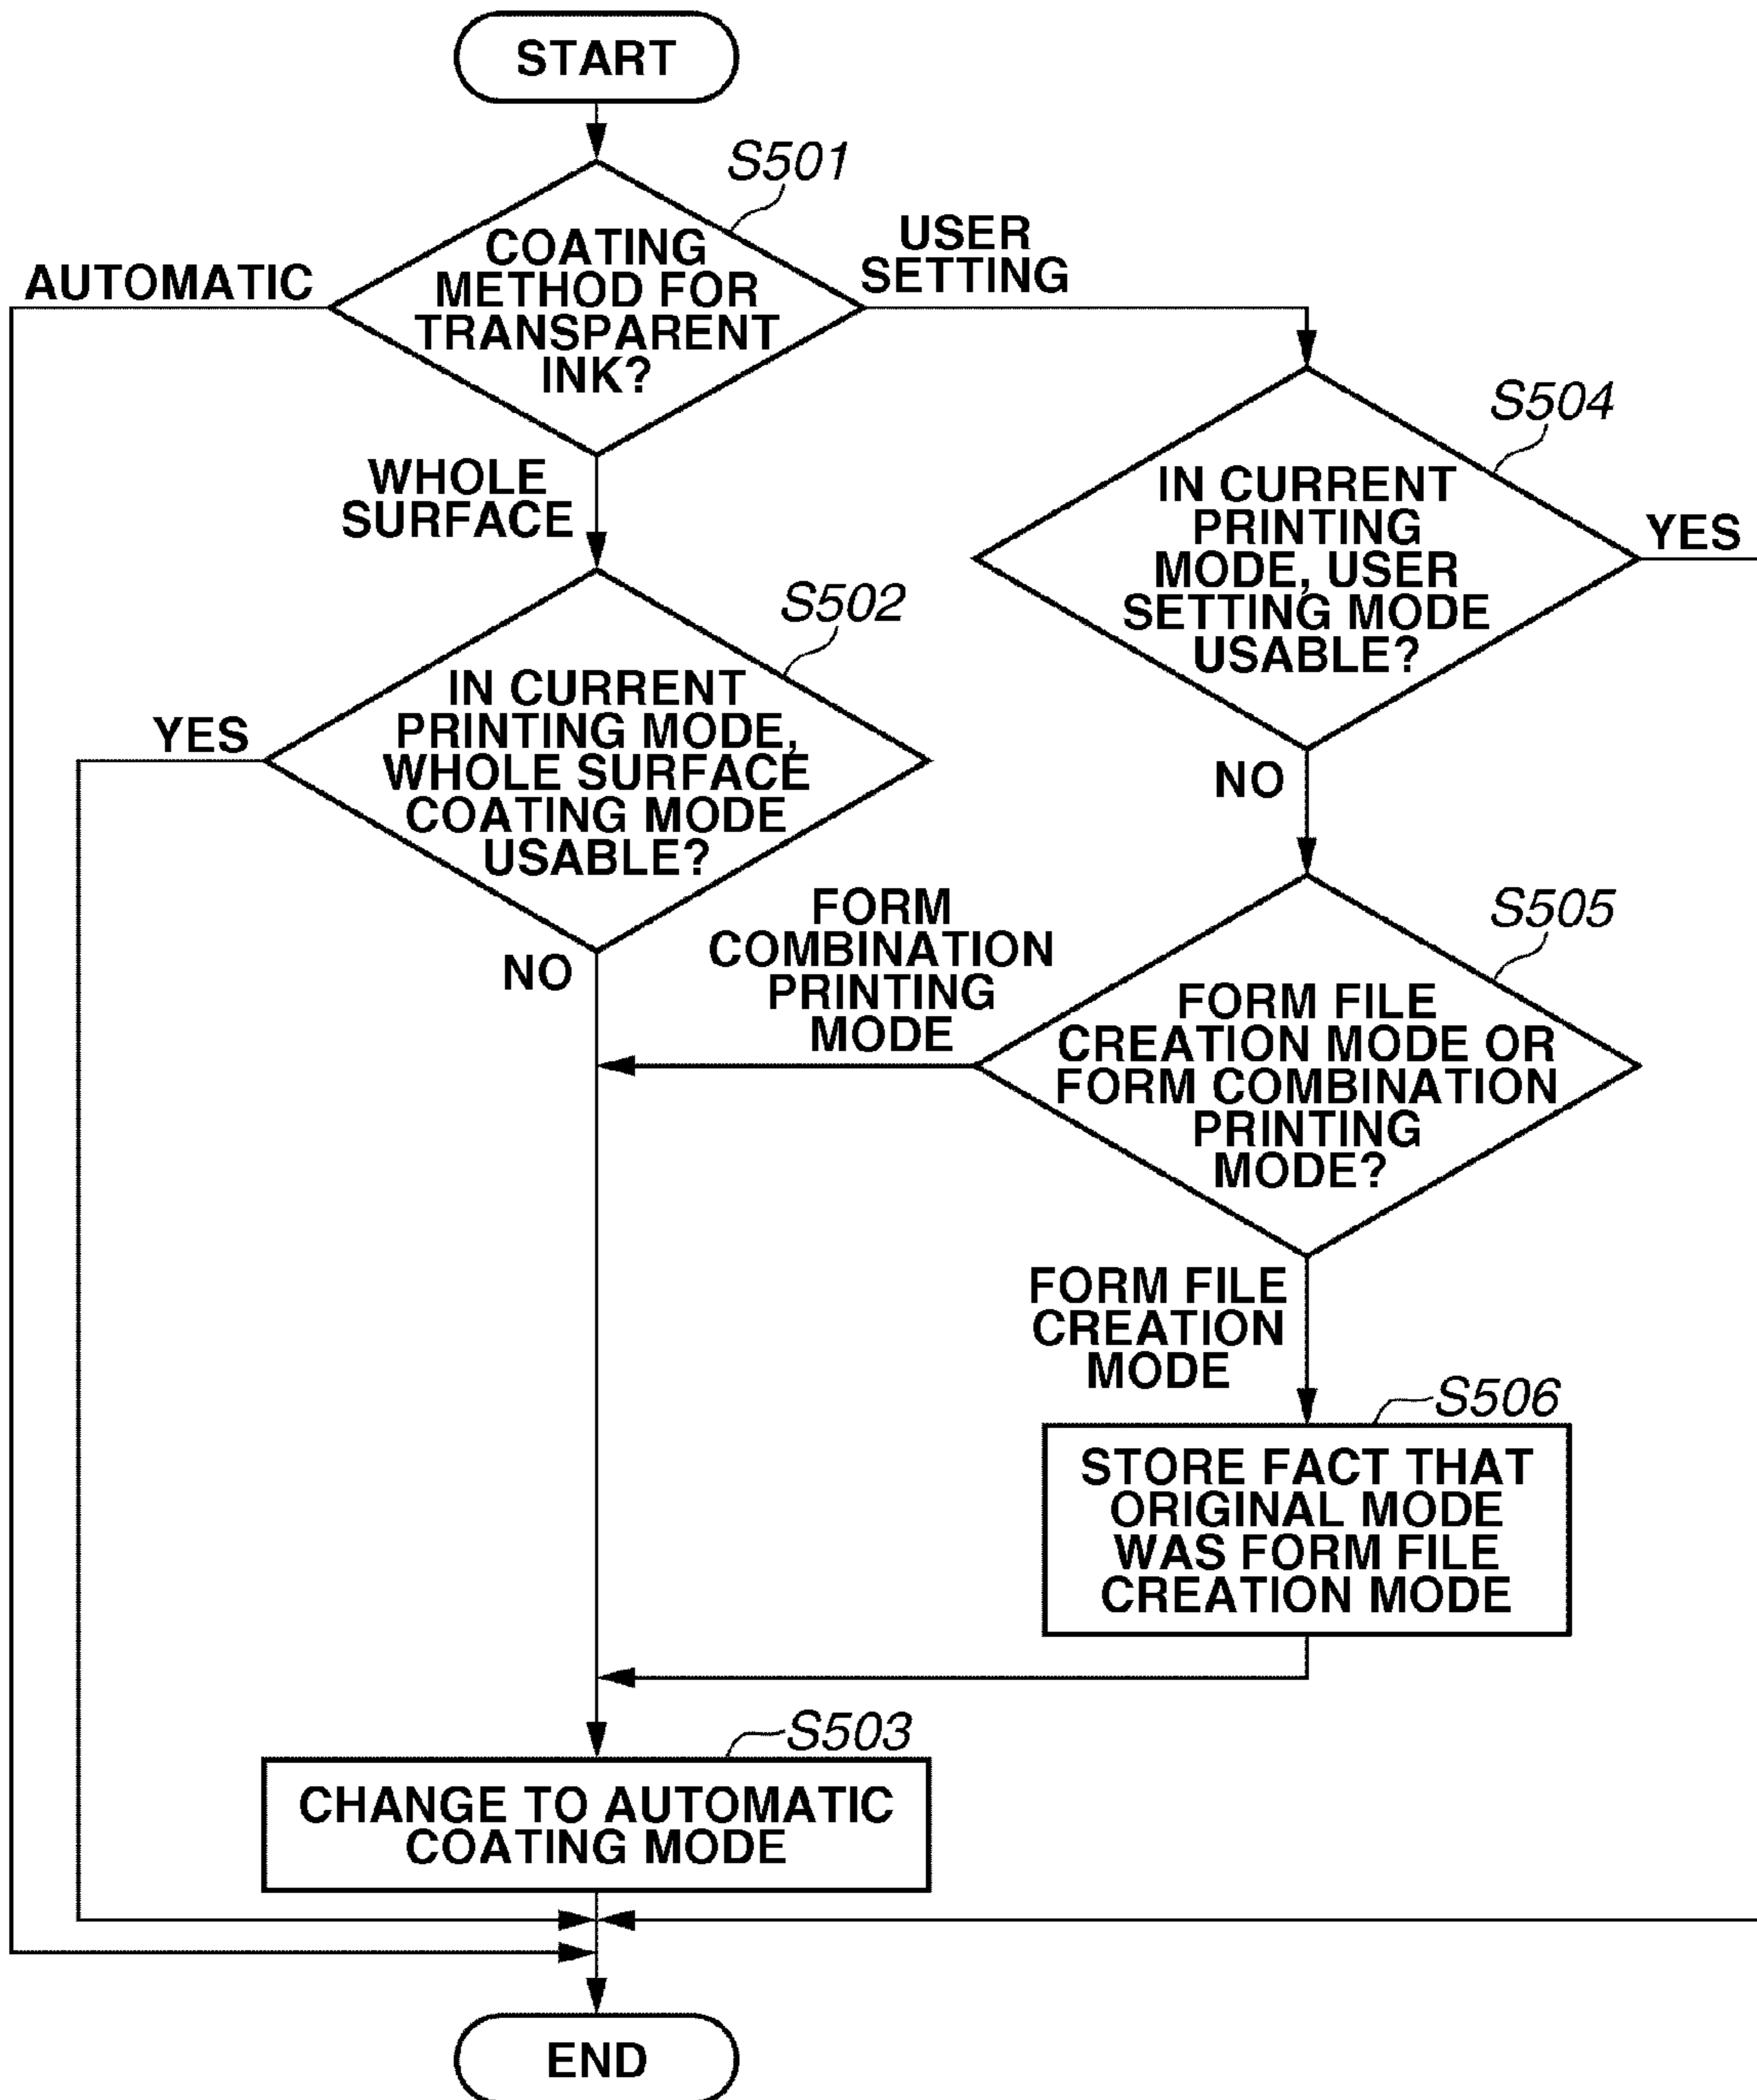 START
S501
COATING
METHOD FOR
TRANSPARENT
INK?
AUTOMATIC
USER
SETTING
WHOLE
SURFACE
S504
IN CURRENT
PRINTING
MODE, USER
SETTING MODE
USABLE?
YES
NO
S502
IN CURRENT
PRINTING MODE,
WHOLE SURFACE
COATING MODE
USABLE?
YES
NO
S505
FORM FILE
CREATION MODE OR
FORM COMBINATION
PRINTING
MODE?
FORM
COMBINATION
PRINTING
MODE
FORM FILE
CREATION
MODE
S506
STORE FACT THAT
ORIGINAL MODE
WAS FORM FILE
CREATION MODE
S503
CHANGE TO AUTOMATIC
COATING MODE
END